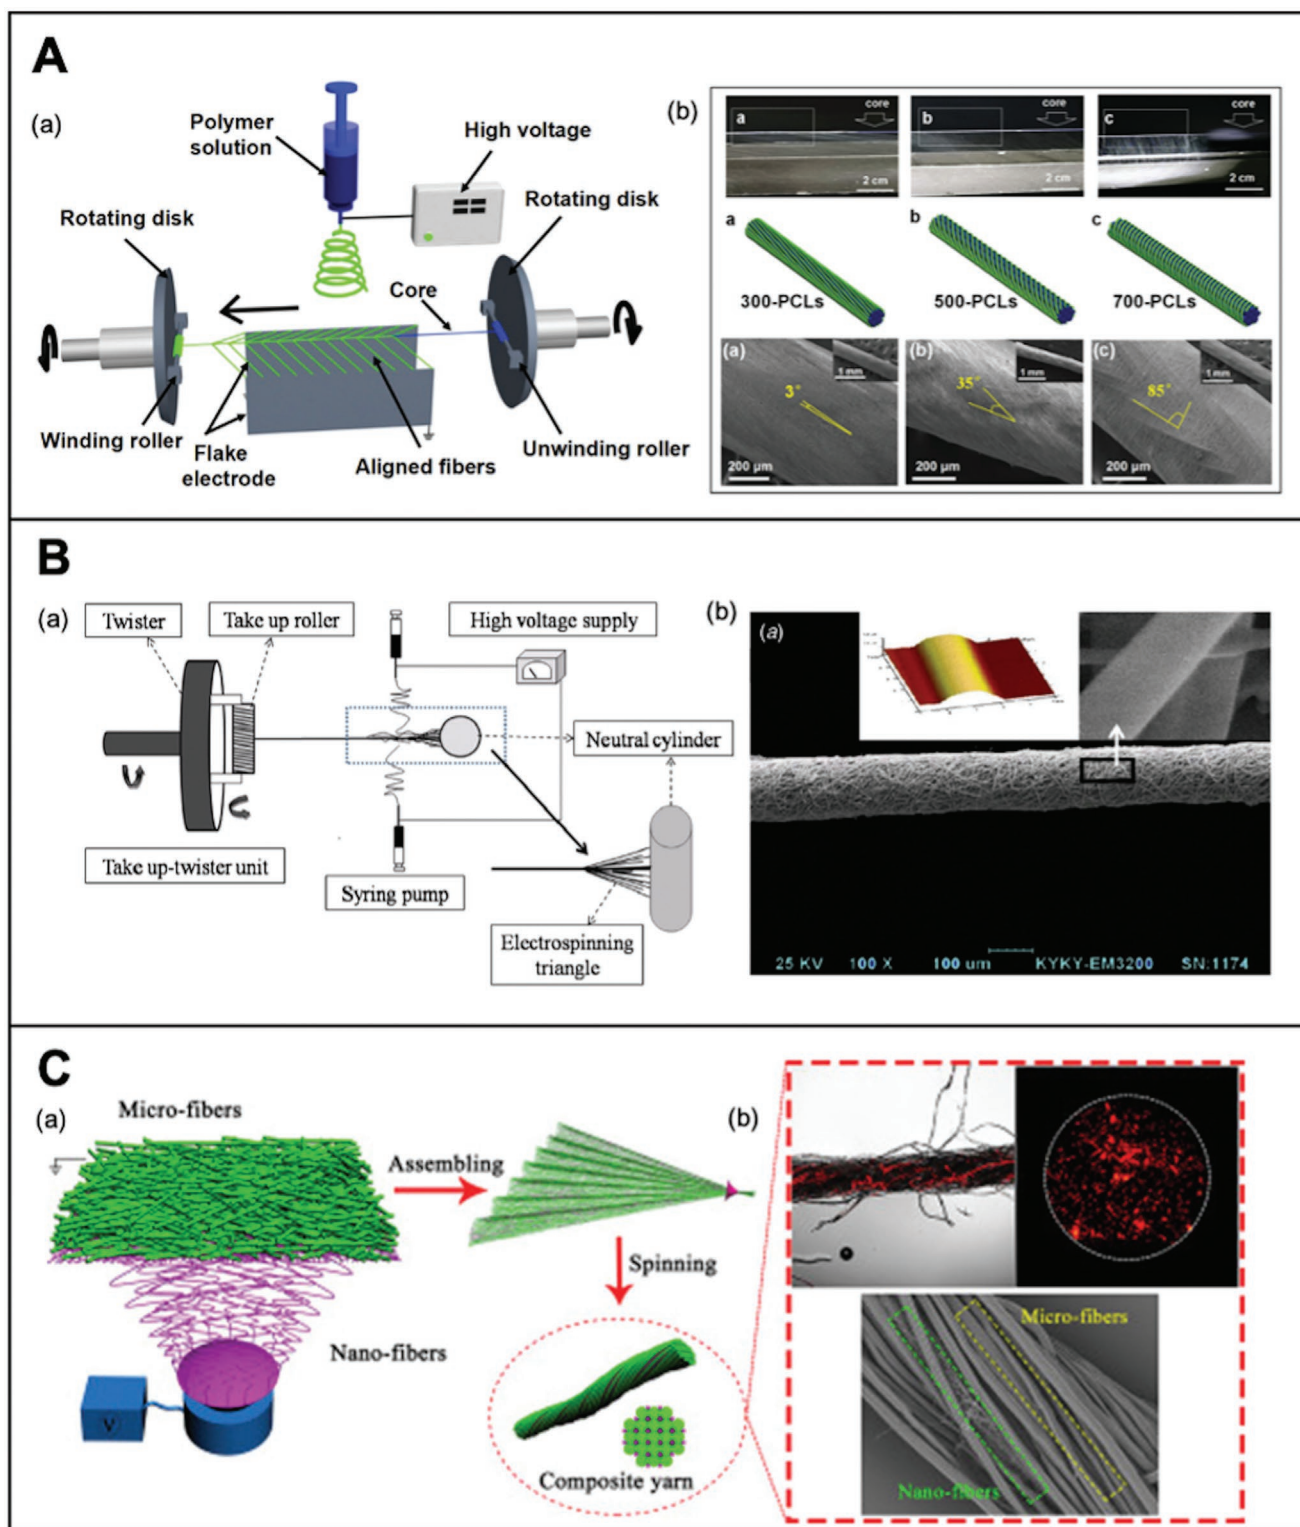 A
(a)
Polymer
solution
High voltage
Rotating disk
Rotating disk
Core
Winding roller
Flake
electrode
Aligned fibers
Unwinding roller
(b)
a
core
2 cm
b
core
2 cm
c
core
2 cm
a
b
c
300-PCLs
500-PCLs
700-PCLs
(a)
1 mm
3°
200 μm
(b)
1 mm
35°
200 μm
(c)
1 mm
85°
200 μm
B
(a)
Twister
Take up roller
High voltage supply
Neutral cylinder
Take up-twister unit
Syring pump
Electrospinning
triangle
(b)
(a)
25 KV 100 X 100 um KYKY-EM3200 SN:1174
C
(a)
Micro-fibers
Assembling
Spinning
Nano-fibers
V
Composite yarn
(b)
Micro-fibers
Nano-fibers